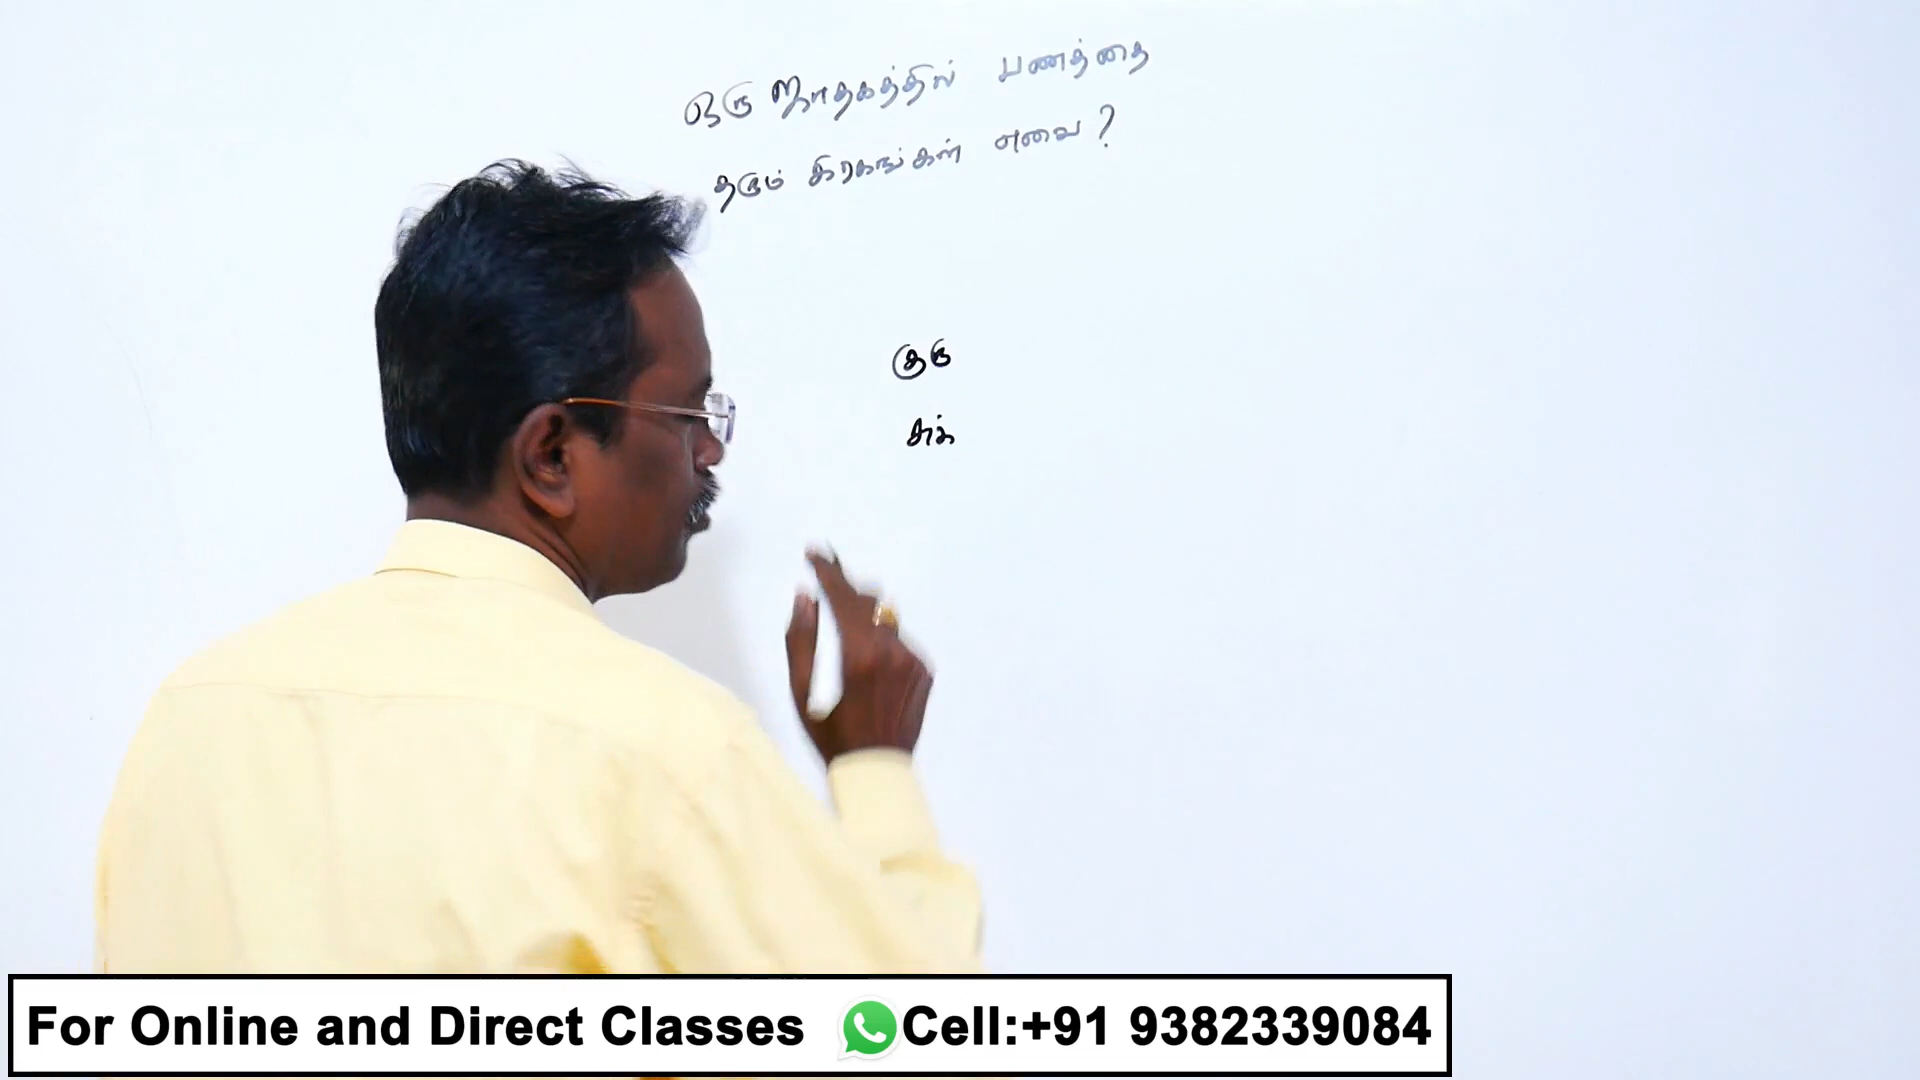 ஒரு ஜாதகத்தில் பணத்தை
தரும் கிரகங்கள் எவை?
குரு
சுக்
For Online and Direct Classes Cell:+91 9382339084